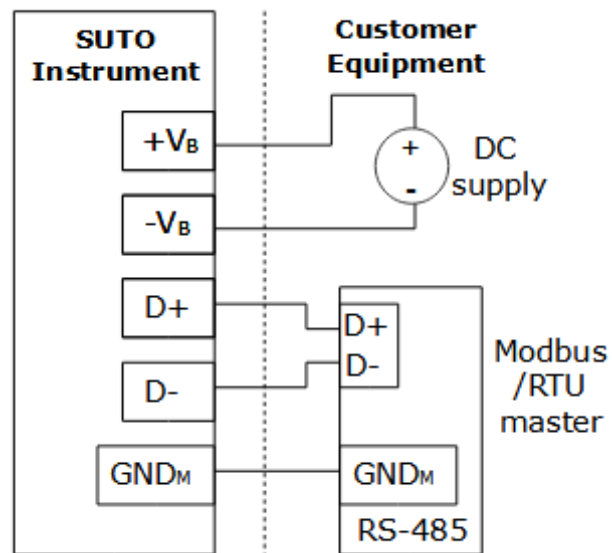 SUTO
Instrument
Customer
Equipment
+VB
-VB
D+
D-
GNDM
+
-
DC
supply
D+
D-
GNDM
RS-485
Modbus
/RTU
master